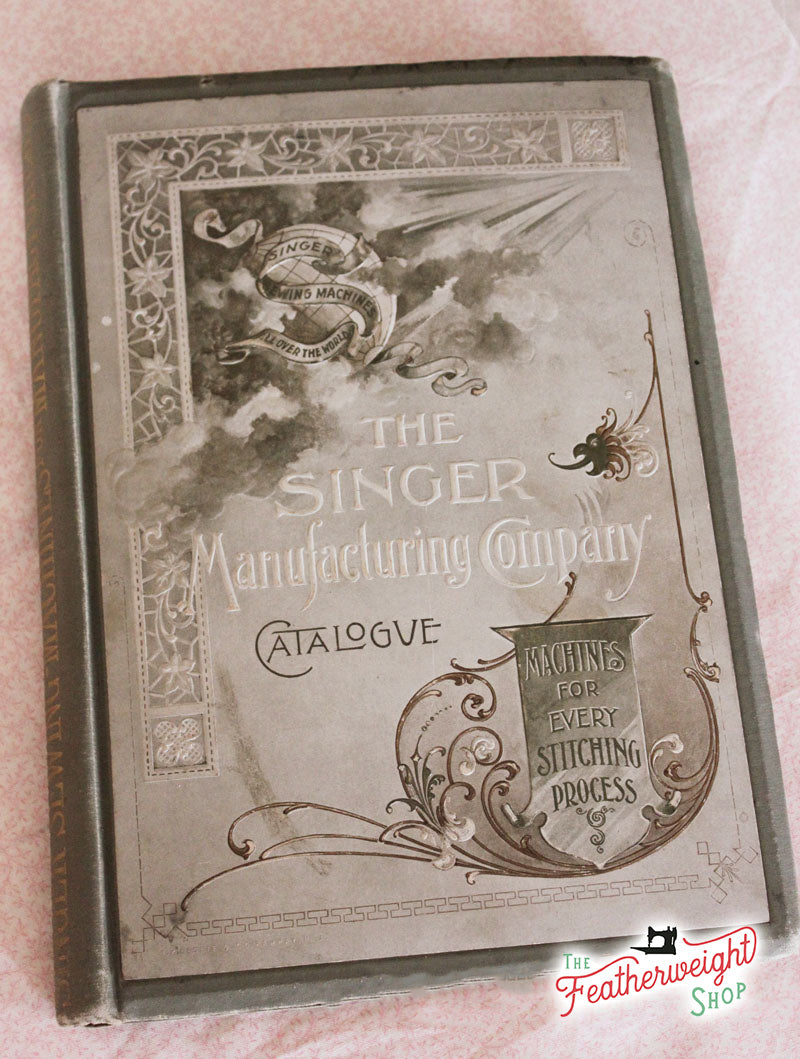 SINGER
SEWING MACHINES
ALL OVER THE WORLD
THE
SINGER
Manufacturing Company
CATALOGUE
MACHINES
FOR
EVERY
STITCHING
PROCESS
THE
Featherweight
SHOP